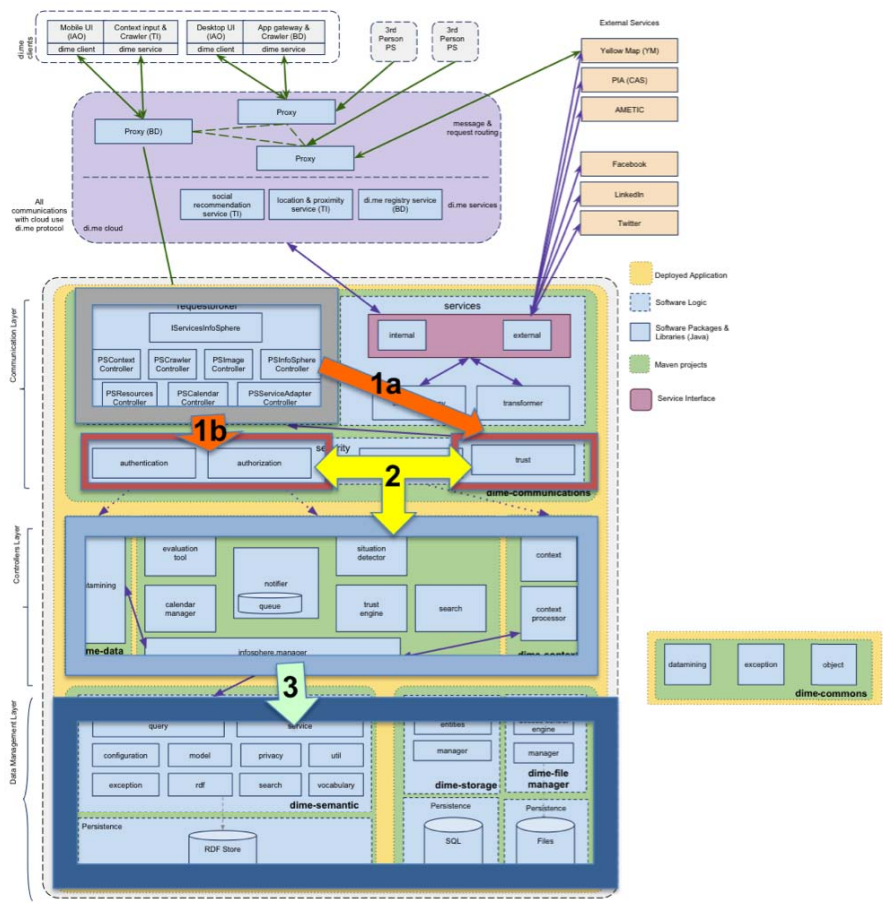 External Services
Mobile UI
(IAO)
dime client
Context input &
Crawler (TI)
dime service
Desktop UI
(IAO)
dime client
App gateway &
Crawler (BD)
dime service
3rd
Person
PS
3rd
Person
PS
di.me
clients
Yellow Map (YM)
PIA (CAS)
AMETIC
Facebook
LinkedIn
Twitter
Proxy
Proxy (BD)
Proxy
message &
request routing
social
recommendation
service (TI)
location & proximity
service (TI)
di.me registry service
(BD)
di.me services
di.me cloud
All
communications
with cloud use
di.me protocol
Deployed Application
Software Logic
Software Packages &
Libraries (Java)
Maven projects
Service Interface
Communication Layer
requestbroker
IServicesInfoSphere
PSContext
Controller
PSCrawler
Controller
PSImage
Controller
PSInfoSphere
Controller
PSResources
Controller
PSCalendar
Controller
PSServiceAdapter
Controller
services
internal
external
transformer
1a
1b
authentication
authorization
trust
2
dime-communications
Controllers Layer
evaluation
tool
notifier
queue
situation
detector
context
calendar
manager
trust
engine
search
context
processor
infosphere.manager
3
datamining
exception
object
dime-commons
Data Management Layer
query
service
configuration
model
privacy
util
exception
rdf
search
vocabulary
dime-semantic
entities
manager
dime-storage
engine
manager
dime-file
manager
Persistence
RDF Store
Persistence
SQL
Persistence
Files